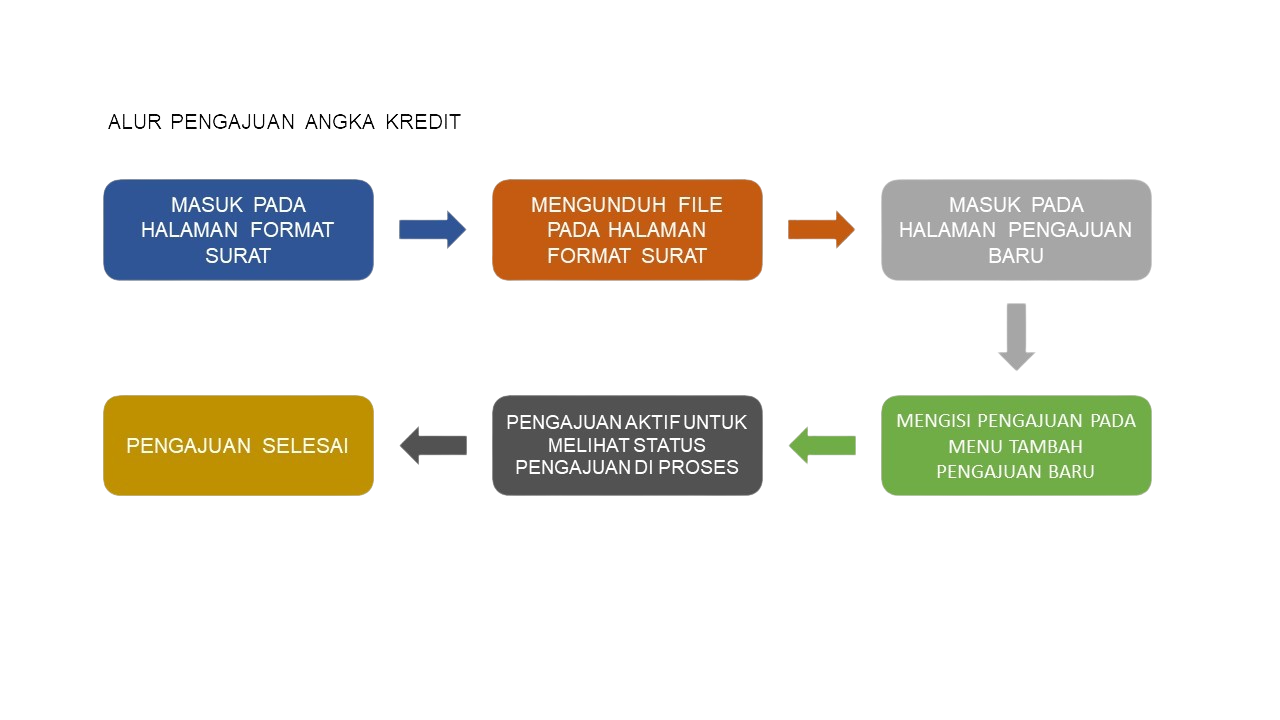 ALUR PENGAJUAN ANGKA KREDIT
MASUK PADA
HALAMAN FORMAT
SURAT
MENGUNDUH FILE
PADA HALAMAN
FORMAT SURAT
MASUK PADA
HALAMAN PENGAJUAN
BARU
MENGISI PENGAJUAN PADA
MENU TAMBAH
PENGAJUAN BARU
PENGAJUAN AKTIF UNTUK
MELIHAT STATUS
PENGAJUAN DI PROSES
PENGAJUAN SELESAI